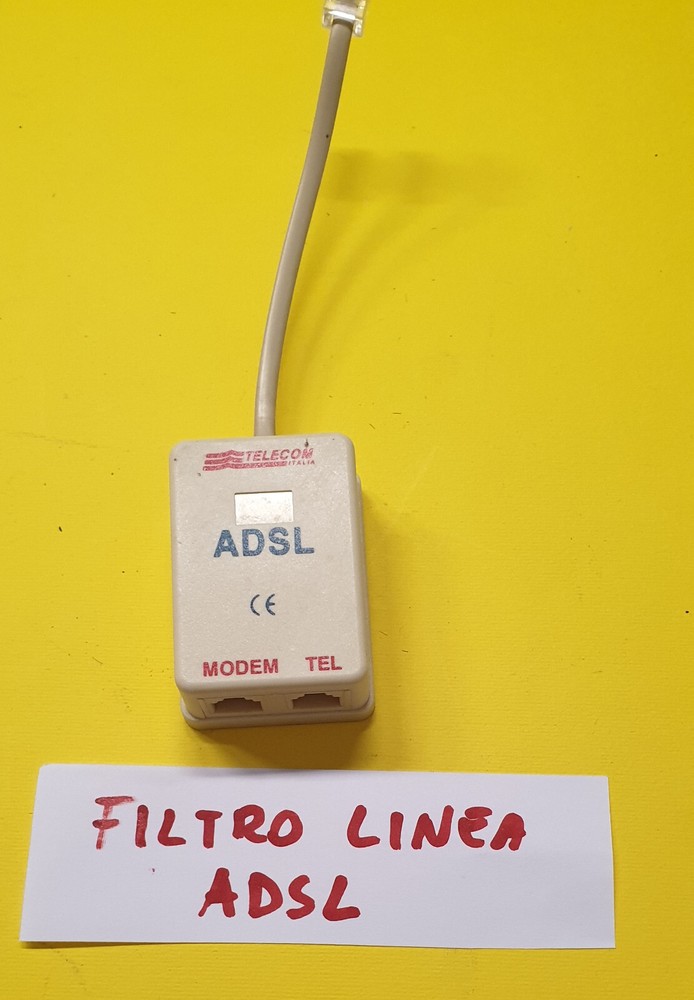 TELECOM
ITALIA
ADSL
CE
MODEM TEL
FILTRO LINEA
ADSL